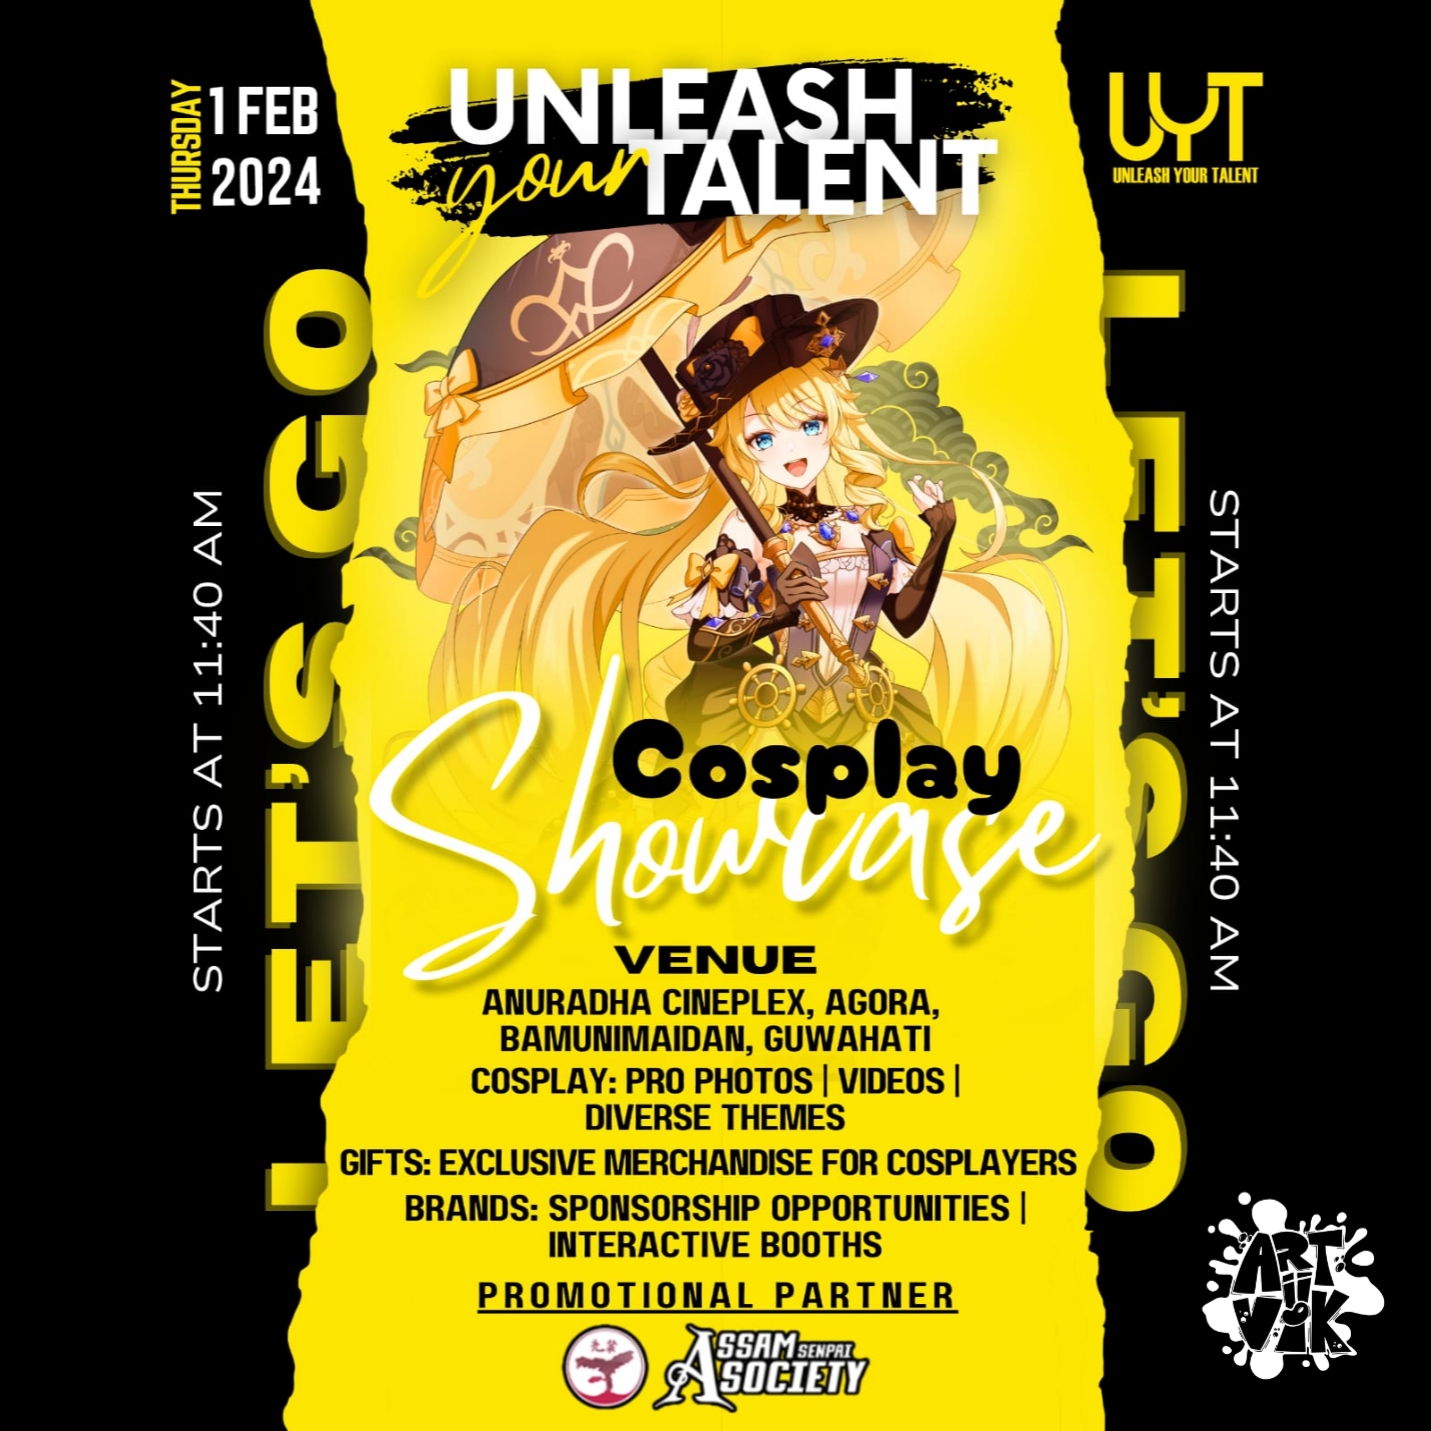 THURSDAY
1 FEB
2024
UNLEASH
your TALENT
UYT
UNLEASH YOUR TALENT
LET'S GO
STARTS AT 11:40 AM
LET'S GO
STARTS AT 11:40 AM
Cosplay
Showcase
VENUE
ANURADHA CINEPLEX, AGORA,
BAMUNIMAIDAN, GUWAHATI
COSPLAY: PRO PHOTOS | VIDEOS |
DIVERSE THEMES
GIFTS: EXCLUSIVE MERCHANDISE FOR COSPLAYERS
BRANDS: SPONSORSHIP OPPORTUNITIES |
INTERACTIVE BOOTHS
PROMOTIONAL PARTNER
ASSAM SENPAI
SOCIETY
ART